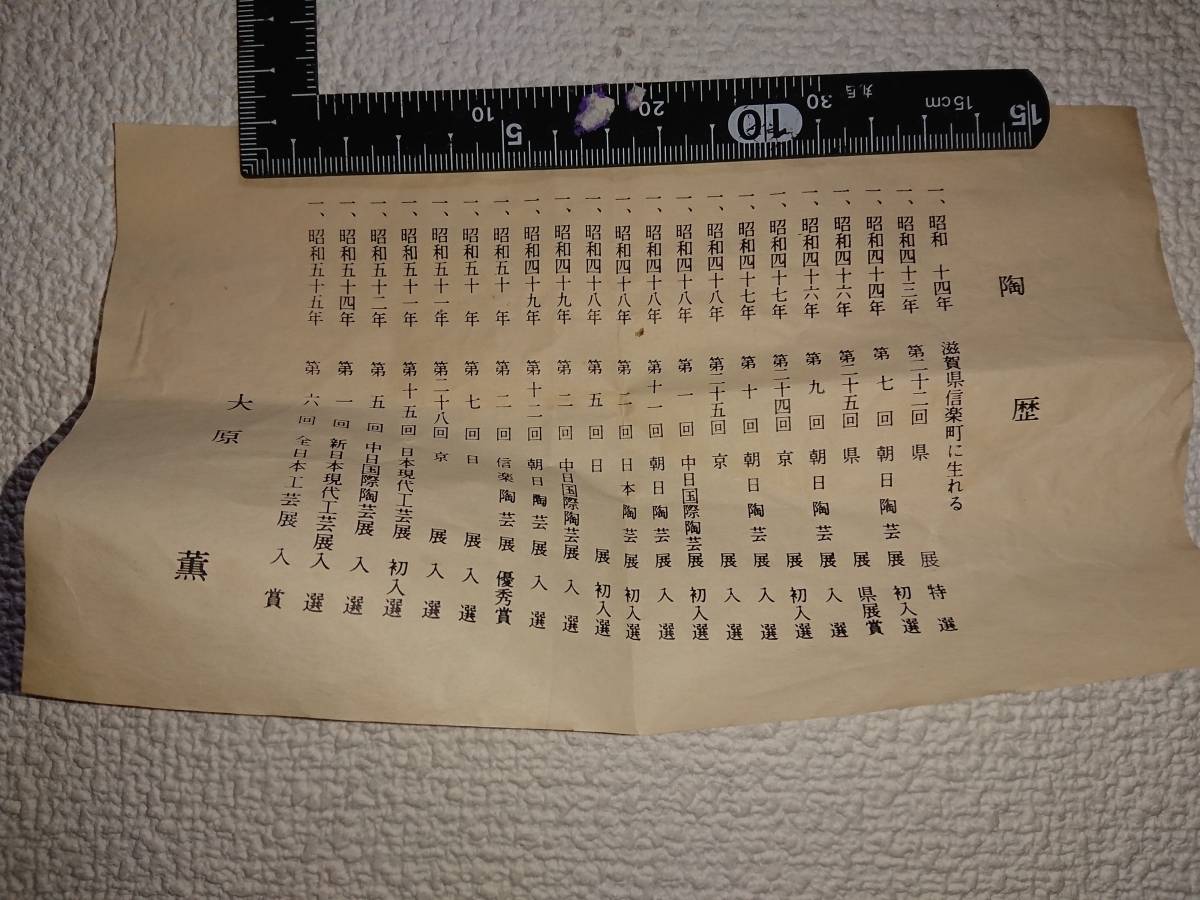 陶歴
一、昭和 十四年 滋賀県信楽町に生れる
一、昭和四十三年 第二十二回 県展 特選
一、昭和四十四年 第七回 朝日陶芸展 初入選
一、昭和四十六年 第二十五回 県展 県展賞
一、昭和四十六年 第九回 朝日陶芸展 入選
一、昭和四十七年 第二十四回 京展 初入選
一、昭和四十七年 第十回 朝日陶芸展 入選
一、昭和四十八年 第二十五回 京展 入選
一、昭和四十八年 第一回 中日国際陶芸展 初入選
一、昭和四十八年 第十一回 朝日陶芸展 入選
一、昭和四十八年 第二回 日本陶芸展 初入選
一、昭和四十八年 第五回 日展 初入選
一、昭和四十九年 第二回 中日国際陶芸展 入選
一、昭和四十九年 第十二回 朝日陶芸展 入選
一、昭和五十年 第二回 信楽陶芸展 優秀賞
一、昭和五十年 第七回 日展 入選
一、昭和五十一年 第二十八回 京展 入選
一、昭和五十一年 第十五回 日本現代工芸展 初入選
一、昭和五十二年 第五回 中日国際陶芸展 入選
一、昭和五十四年 第一回 新日本現代工芸展 入選
一、昭和五十五年 第六回 全日本工芸展 入賞
大原 薫
10 20 30 15cm
5 10 15